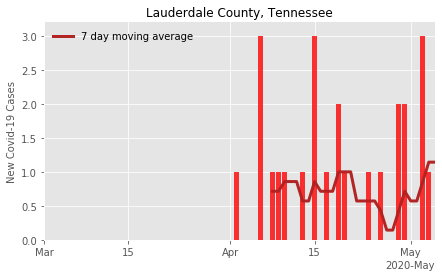 Lauderdale County, Tennessee
7 day moving average
New Covid-19 Cases
3.0
2.5
2.0
1.5
1.0
0.5
0.0
Mar 15 Apr 15 May
2020-May